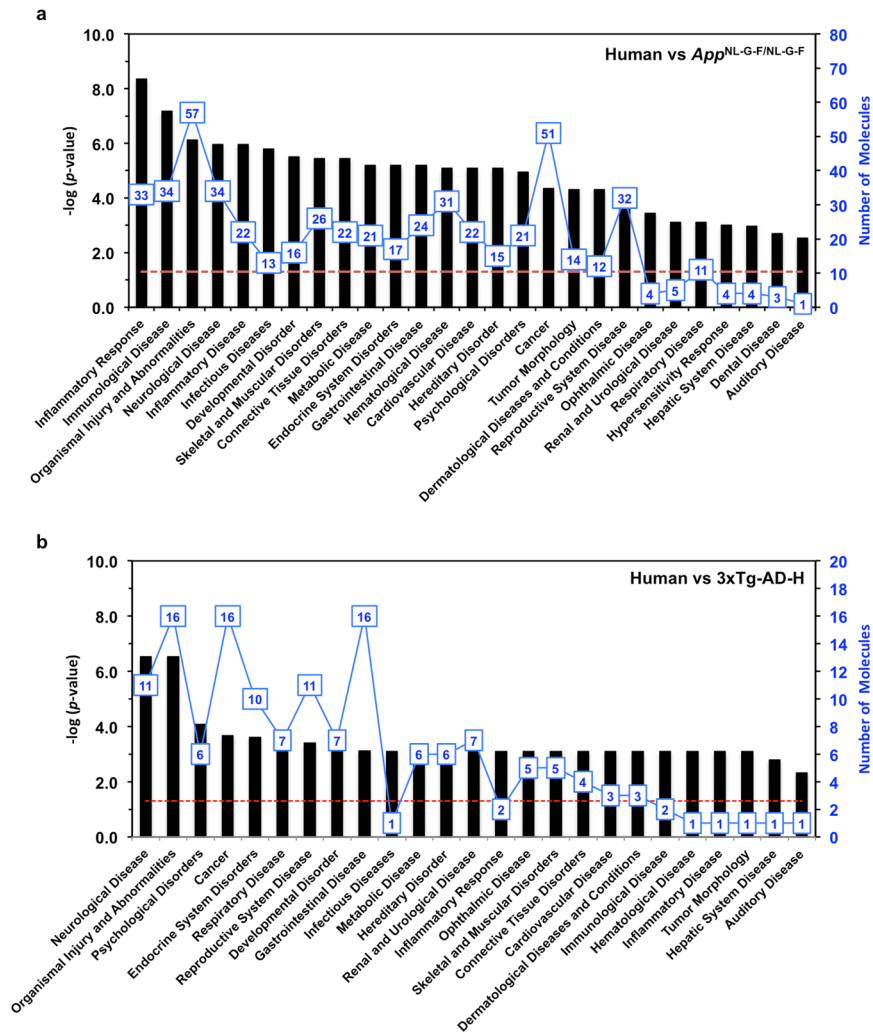 a
Human vs App^NL-G-F/NL-G-F
-log (p-value)
Number of Molecules
10.0
8.0
6.0
4.0
2.0
0.0
80
70
60
50
40
30
20
10
0
33
34
57
34
22
13
16
26
22
21
17
24
31
22
15
21
51
14
12
32
4
5
11
4
4
3
1
Inflammatory Response
Immunological Disease
Organismal Injury and Abnormalities
Neurological Disease
Inflammatory Disease
Infectious Diseases
Developmental Disorder
Skeletal and Muscular Disorders
Connective Tissue Disorders
Metabolic Disease
Endocrine System Disorders
Gastrointestinal Disease
Hematological Disease
Cardiovascular Disease
Hereditary Disorder
Psychological Disorders
Cancer
Tumor Morphology
Dermatological Diseases and Conditions
Reproductive System Disease
Ophthalmic Disease
Renal and Urological Disease
Respiratory Disease
Hypersensitivity Response
Hepatic System Disease
Dental Disease
Auditory Disease
b
Human vs 3xTg-AD-H
-log (p-value)
Number of Molecules
10.0
8.0
6.0
4.0
2.0
0.0
20
18
16
14
12
10
8
6
4
2
0
11
16
6
16
10
7
11
7
16
1
6
6
7
2
5
5
4
3
3
2
1
1
1
1
1
Neurological Disease
Organismal Injury and Abnormalities
Psychological Disorders
Cancer
Endocrine System Disorders
Respiratory Disease
Reproductive System Disease
Developmental Disorder
Gastrointestinal Disease
Infectious Diseases
Metabolic Disease
Hereditary Disorder
Renal and Urological Disease
Inflammatory Response
Ophthalmic Disease
Skeletal and Muscular Disorders
Connective Tissue Disorders
Cardiovascular Disease
Dermatological Diseases and Conditions
Immunological Disease
Hematological Disease
Inflammatory Disease
Tumor Morphology
Hepatic System Disease
Auditory Disease